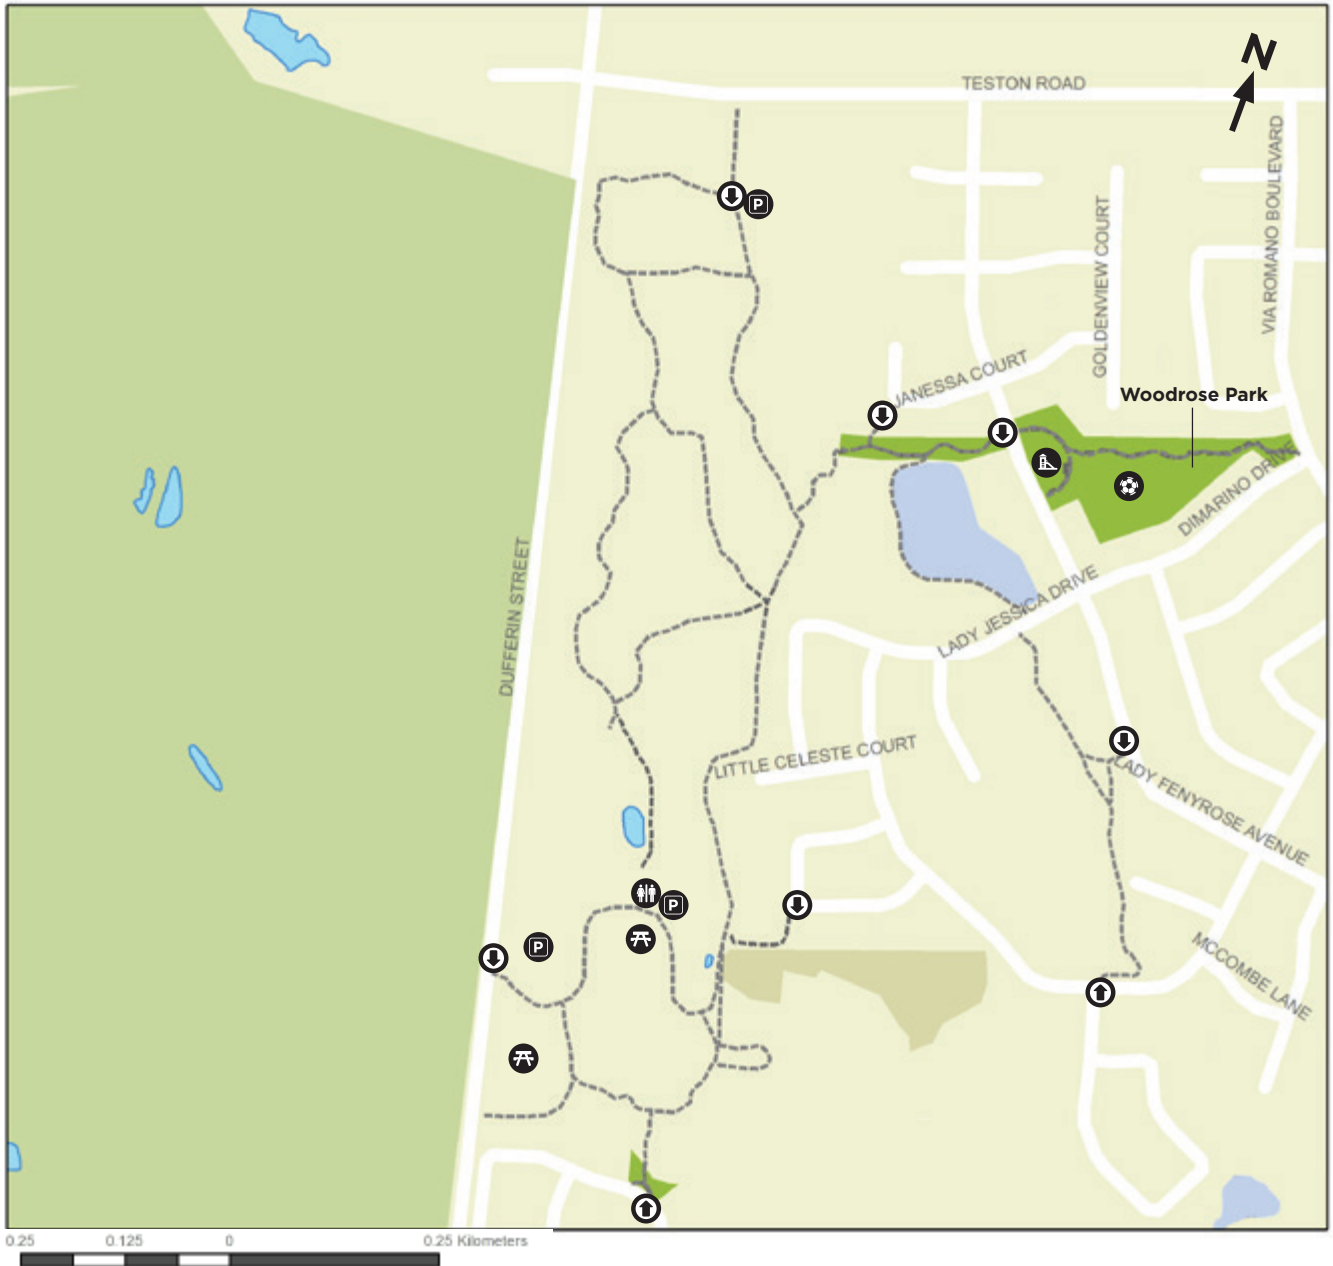 N
TESTON ROAD
VIA ROMANO BOULEVARD
P
GOLDENVIEW COURT
JANESSA COURT
Woodrose Park
DIMARINO DRIVE
DUFFERIN STREET
LADY JESSICA DRIVE
LITTLE CELESTE COURT
LADY FENYROSE AVENUE
P
P
MCCOMBE LANE
0.25 0.125 0 0.25 Kilometers